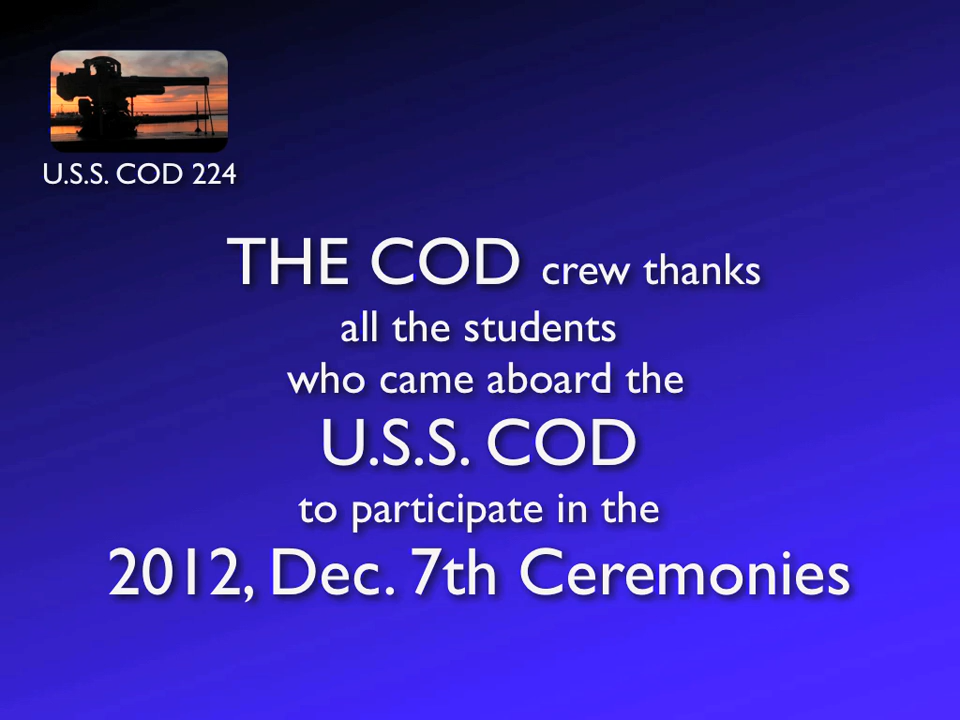 U.S.S. COD 224
THE COD crew thanks
all the students
who came aboard the
U.S.S. COD
to participate in the
2012, Dec. 7th Ceremonies